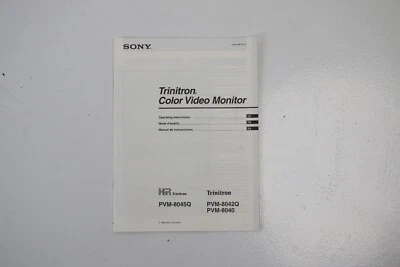 SONY
Trinitron
Color Video Monitor
Operating Instructions
Mode d'emploi
Manual de instrucciones
HR Trinitron
Trinitron
PVM-8045Q
PVM-8042Q
PVM-8040